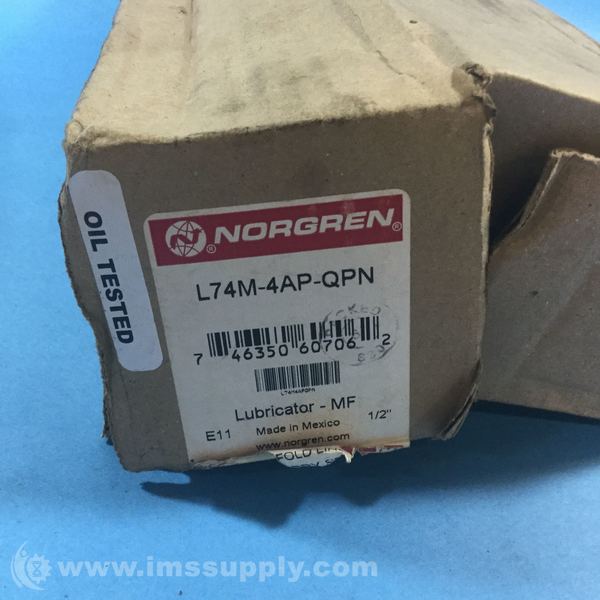 OIL TESTED
NORGREN
L74M-4AP-QPN
7 46350 60706 2
L74M4APQPN
Lubricator - MF
E11 Made in Mexico 1/2"
www.norgren.com
www.imssupply.com